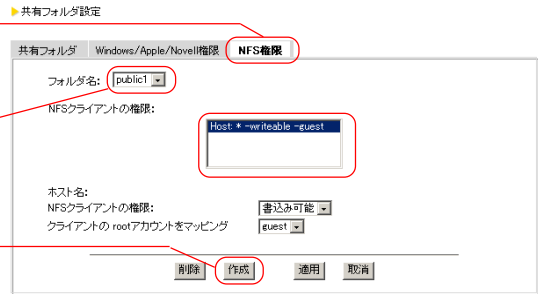 ▶共有フォルダ設定
共有フォルダ Windows/Apple/Novell権限 NFS権限
フォルダ名: public1
NFSクライアントの権限:
Host: * -writeable -guest
ホスト名:
NFSクライアントの権限: 書込み可能
クライアントの rootアカウントをマッピング guest
削除 作成 適用 取消